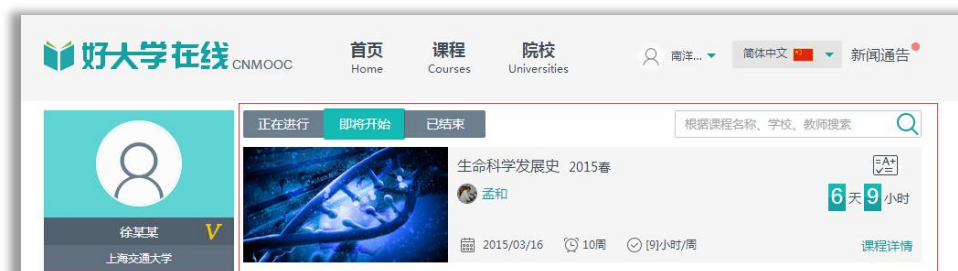 好大学在线 CNMOOC
首页 课程 院校 南洋... 简体中文 新闻通告
Home Courses Universities
正在进行 即将开始 已结束 根据课程名称、学校、教师搜索
生命科学发展史 2015春 A+
孟和
6天9小时
徐某某 V
2015/03/16 10周 [9]小时/周 课程详情
上海交通大学